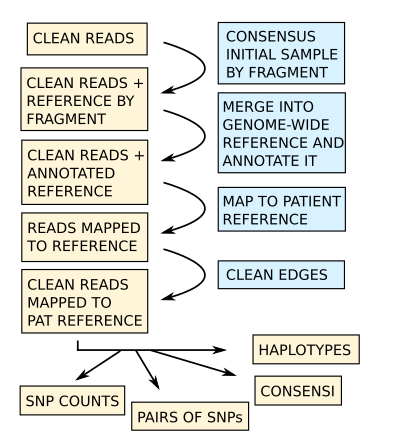 CLEAN READS
CONSENSUS
INITIAL SAMPLE
BY FRAGMENT
CLEAN READS +
REFERENCE BY
FRAGMENT
MERGE INTO
GENOME-WIDE
REFERENCE AND
ANNOTATE IT
CLEAN READS +
ANNOTATED
REFERENCE
MAP TO PATIENT
REFERENCE
READS MAPPED
TO REFERENCE
CLEAN EDGES
CLEAN READS
MAPPED TO
PAT REFERENCE
HAPLOTYPES
CONSENSI
SNP COUNTS
PAIRS OF SNPs